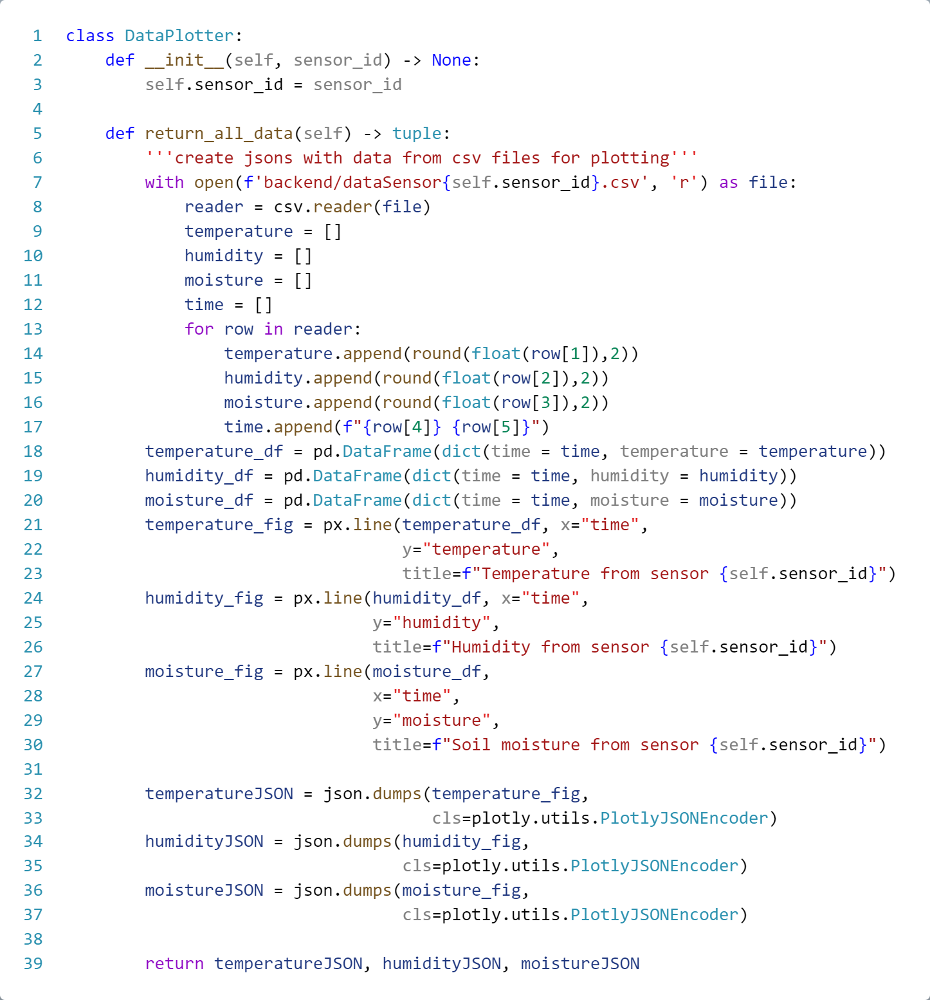 1 class DataPlotter:
2     def __init__(self, sensor_id) -> None:
3         self.sensor_id = sensor_id
4
5     def return_all_data(self) -> tuple:
6         '''create jsons with data from csv files for plotting'''
7         with open(f'backend/dataSensor{self.sensor_id}.csv', 'r') as file:
8             reader = csv.reader(file)
9             temperature = []
10             humidity = []
11             moisture = []
12             time = []
13             for row in reader:
14                 temperature.append(round(float(row[1]),2))
15                 humidity.append(round(float(row[2]),2))
16                 moisture.append(round(float(row[3]),2))
17                 time.append(f"{row[4]} {row[5]}")
18         temperature_df = pd.DataFrame(dict(time = time, temperature = temperature))
19         humidity_df = pd.DataFrame(dict(time = time, humidity = humidity))
20         moisture_df = pd.DataFrame(dict(time = time, moisture = moisture))
21         temperature_fig = px.line(temperature_df, x="time",
22                                   y="temperature",
23                                   title=f"Temperature from sensor {self.sensor_id}")
24         humidity_fig = px.line(humidity_df, x="time",
25                                y="humidity",
26                                title=f"Humidity from sensor {self.sensor_id}")
27         moisture_fig = px.line(moisture_df,
28                                x="time",
29                                y="moisture",
30                                title=f"Soil moisture from sensor {self.sensor_id}")
31
32         temperatureJSON = json.dumps(temperature_fig,
33                                      cls=plotly.utils.PlotlyJSONEncoder)
34         humidityJSON = json.dumps(humidity_fig,
35                                   cls=plotly.utils.PlotlyJSONEncoder)
36         moistureJSON = json.dumps(moisture_fig,
37                                   cls=plotly.utils.PlotlyJSONEncoder)
38
39         return temperatureJSON, humidityJSON, moistureJSON